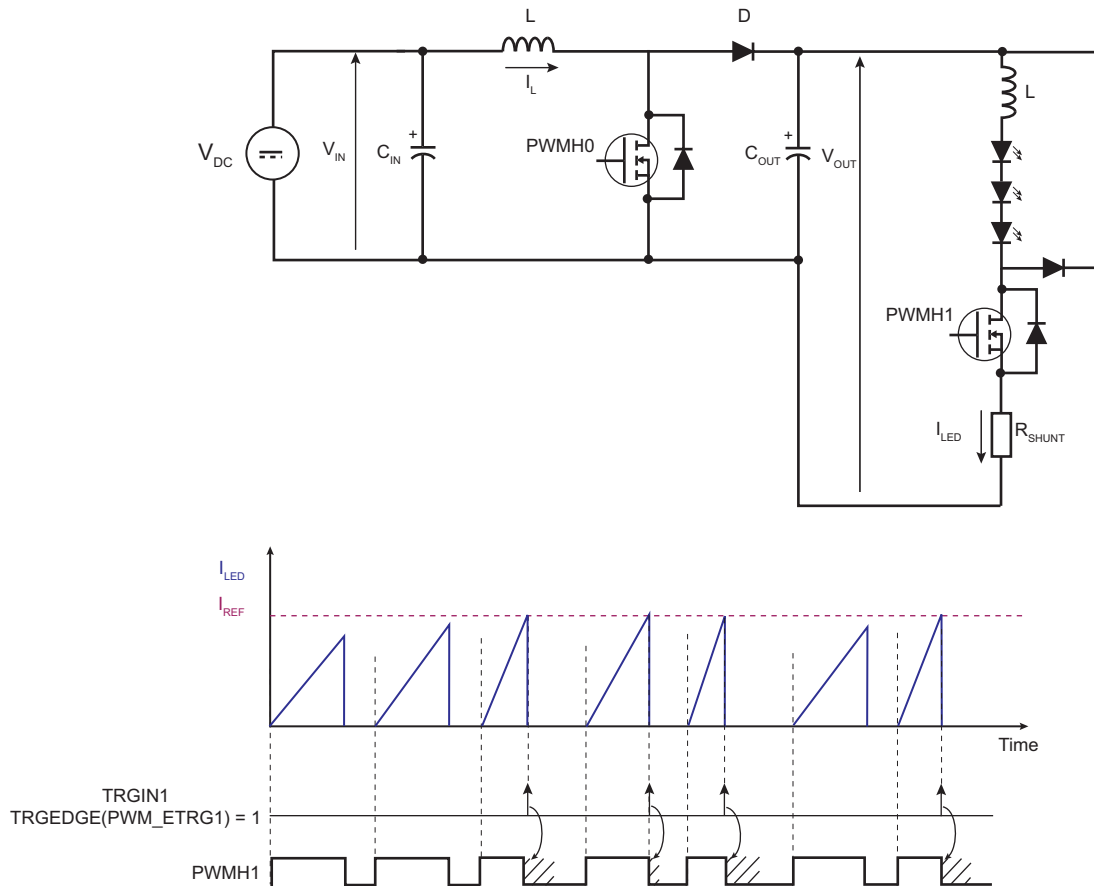 L
D
I_L
V_DC
V_IN
C_IN
+
PWMH0
+
C_OUT
V_OUT
L
PWMH1
I_LED
R_SHUNT
I_LED
I_REF
Time
TRGIN1
TRGEDGE(PWM_ETRG1) = 1
PWMH1